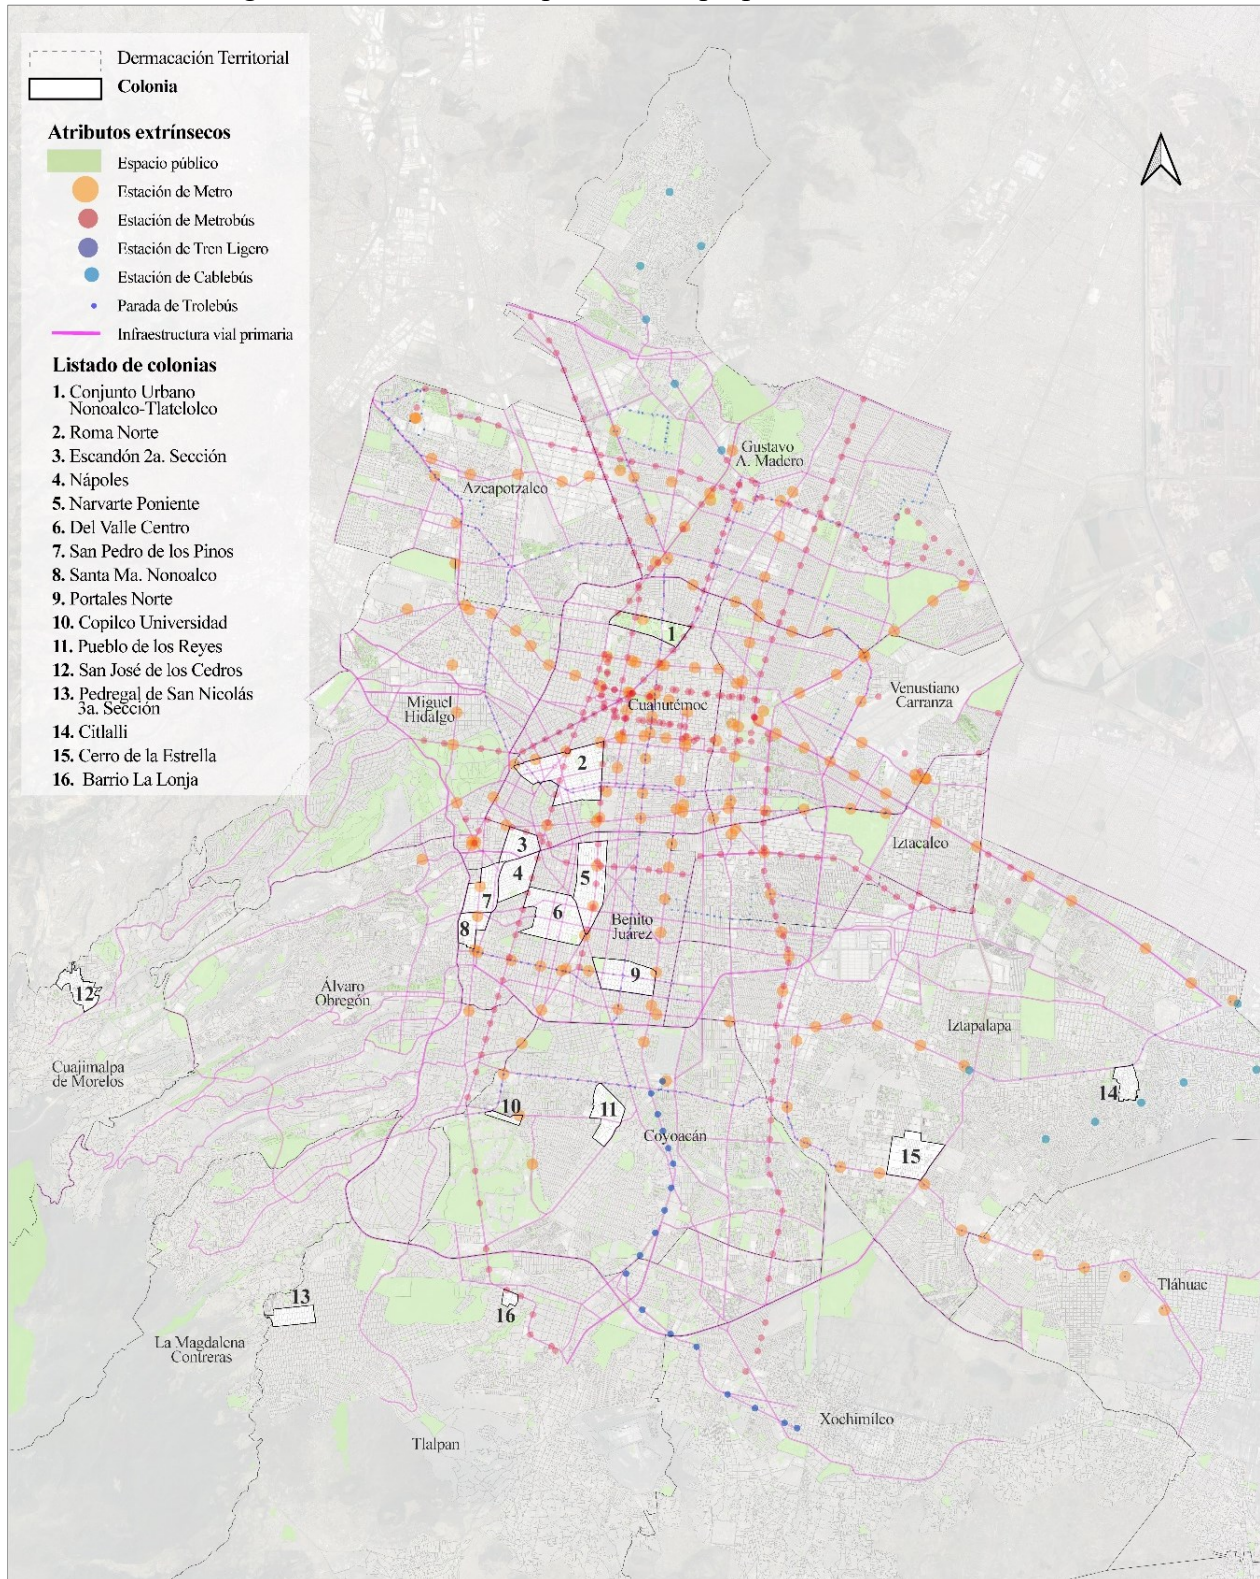 Dermacación Territorial
Colonia
Atributos extrínsecos
Espacio público
Estación de Metro
Estación de Metrobús
Estación de Tren Ligero
Estación de Cablebús
Parada de Trolebús
Infraestructura vial primaria
Listado de colonias
1. Conjunto Urbano
Nonoalco-Tlatelolco
2. Roma Norte
3. Escandón 2a. Sección
4. Nápoles
5. Narvarte Poniente
6. Del Valle Centro
7. San Pedro de los Pinos
8. Santa Ma. Nonoalco
9. Portales Norte
10. Copilco Universidad
11. Pueblo de los Reyes
12. San José de los Cedros
13. Pedregal de San Nicolás
3a. Sección
14. Citlalli
15. Cerro de la Estrella
16. Barrio La Lonja
Gustavo
A. Madero
Azcapotzalco
1
Miguel
Hidalgo
Cuahutémoc
Venustiano
Carranza
2
3
Iztacalco
4
5
7
6
8
Benito
Juárez
9
12
Álvaro
Obregón
Iztapalapa
Cuajimalpa
de Morelos
14
10
11
Coyoacán
15
13
16
Tláhuac
La Magdalena
Contreras
Xochimilco
Tlalpan